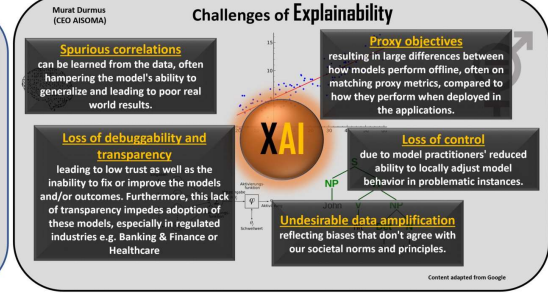 Murat Durmus
(CEO AISOMA)
Challenges of Explainability
Spurious correlations
can be learned from the data, often
hampering the model's ability to
generalize and leading to poor real
world results.
Proxy objectives
resulting in large differences between
how models perform offline, often on
matching proxy metrics, compared to
how they perform when deployed in
the applications.
15
10
XAI
Loss of debuggability and
transparency
leading to low trust as well as the
inability to fix or improve the models
and/or outcomes. Furthermore, this lack
of transparency impedes adoption of
these models, especially in regulated
industries e.g. Banking & Finance or
Healthcare
Loss of control
due to model practitioners' reduced
ability to locally adjust model
behavior in problematic instances.
S
NP
John
V
NP
φ
Schwellwert
Undesirable data amplification
reflecting biases that don't agree with
our societal norms and principles.
Content adapted from Google